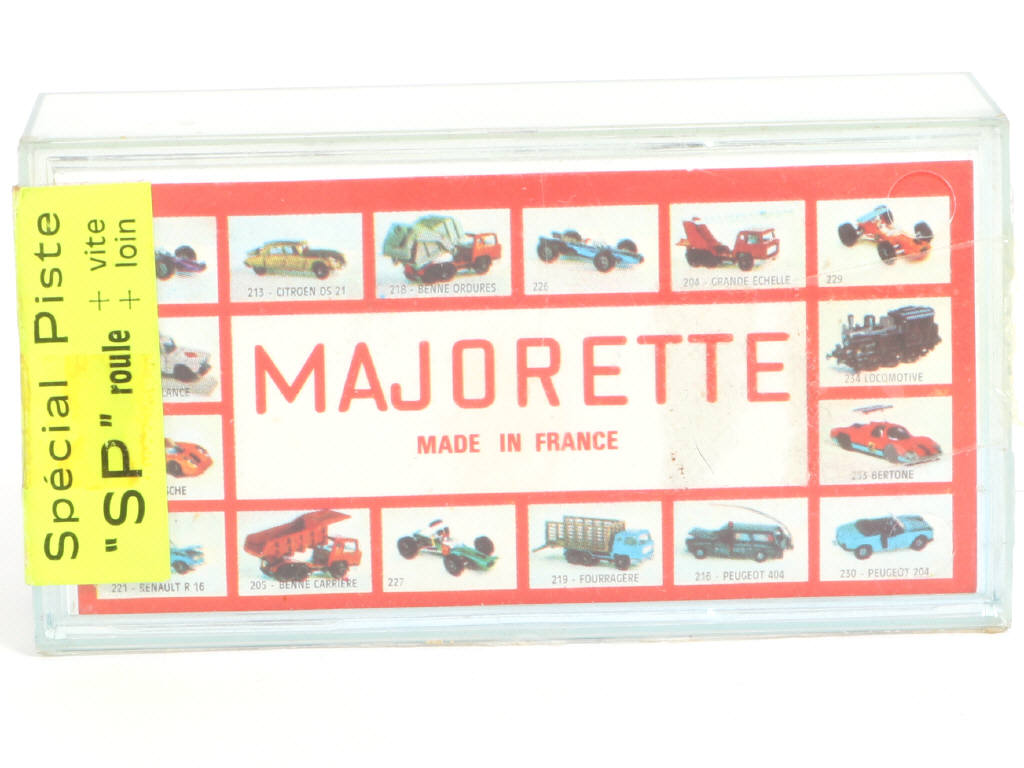 Spécial Piste
"SP" roule + vite
+ loin
213 - CITROEN DS 21
218 - BENNE ORDURES
226
204 - GRANDE ECHELLE
229
MAJORETTE
MADE IN FRANCE
234 LOCOMOTIVE
BERTONE
221 - RENAULT R 16
205 - BENNE CARRIERE
227
219 - FOURRAGÈRE
216 - PEUGEOT 404
230 - PEUGEOT 204